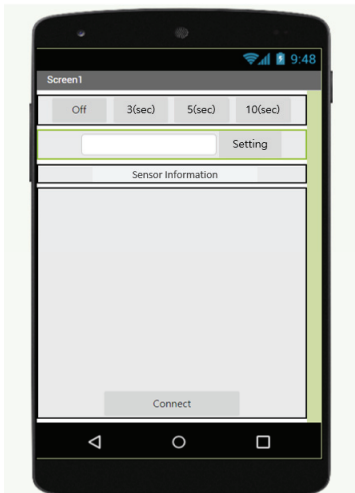 9:48
Screen1
Off 3(sec) 5(sec) 10(sec)
Setting
Sensor Information
Connect